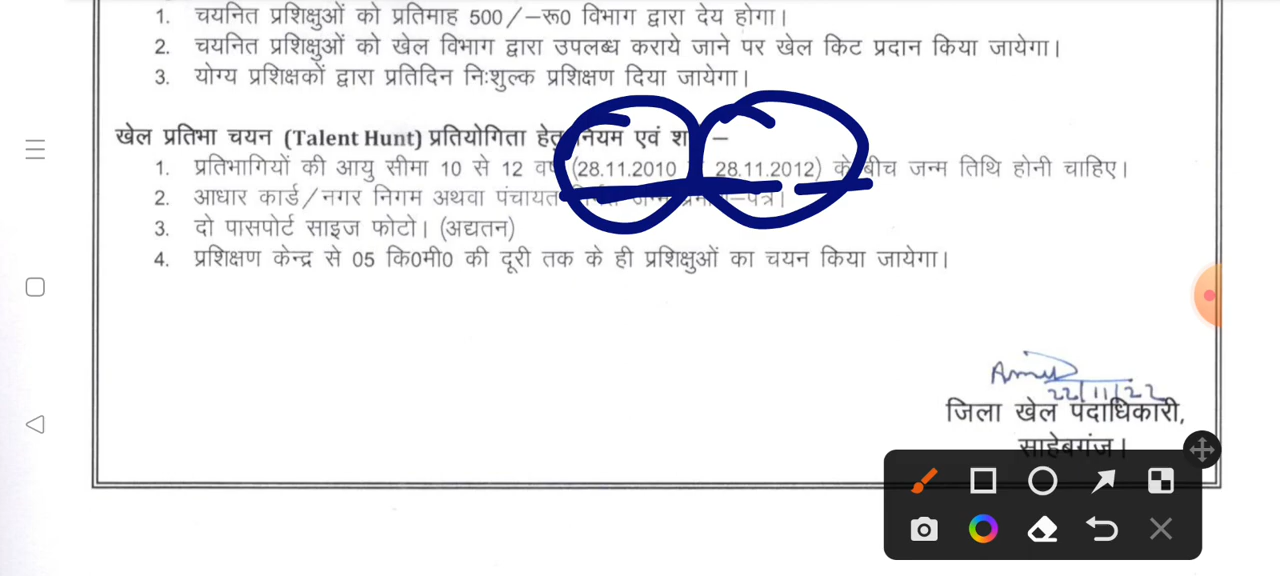 1. चयनित प्रशिक्षुओं को प्रतिमाह 500/–रू0 विभाग द्वारा देय होगा।
2. चयनित प्रशिक्षुओं को खेल विभाग द्वारा उपलब्ध कराये जाने पर खेल किट प्रदान किया जायेगा।
3. योग्य प्रशिक्षकों द्वारा प्रतिदिन निःशुल्क प्रशिक्षण दिया जायेगा।
खेल प्रतिभा चयन (Talent Hunt) प्रतियोगिता हेतु नियम एवं –
1. प्रतिभागियों की आयु सीमा 10 से 12 (28.11.2010 28.11.2012) के बीच जन्म तिथि होनी चाहिए।
2. आधार कार्ड/नगर निगम अथवा पंचायत जन्म प्रमाण–पत्र।
3. दो पासपोर्ट साइज फोटो। (अद्यतन)
4. प्रशिक्षण केन्द्र से 05 कि0मी0 की दूरी तक के ही प्रशिक्षुओं का चयन किया जायेगा।
22/11/22
जिला खेल पदाधिकारी,
साहेबगंज।